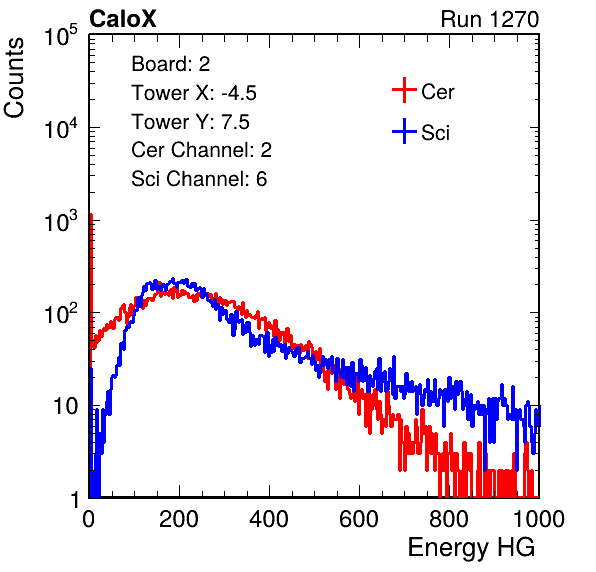 CaloX Run 1270
Counts
10^5
10^4
10^3
10^2
10
1
Board: 2
Tower X: -4.5
Tower Y: 7.5
Cer Channel: 2
Sci Channel: 6
Cer
Sci
0 200 400 600 800 1000
Energy HG